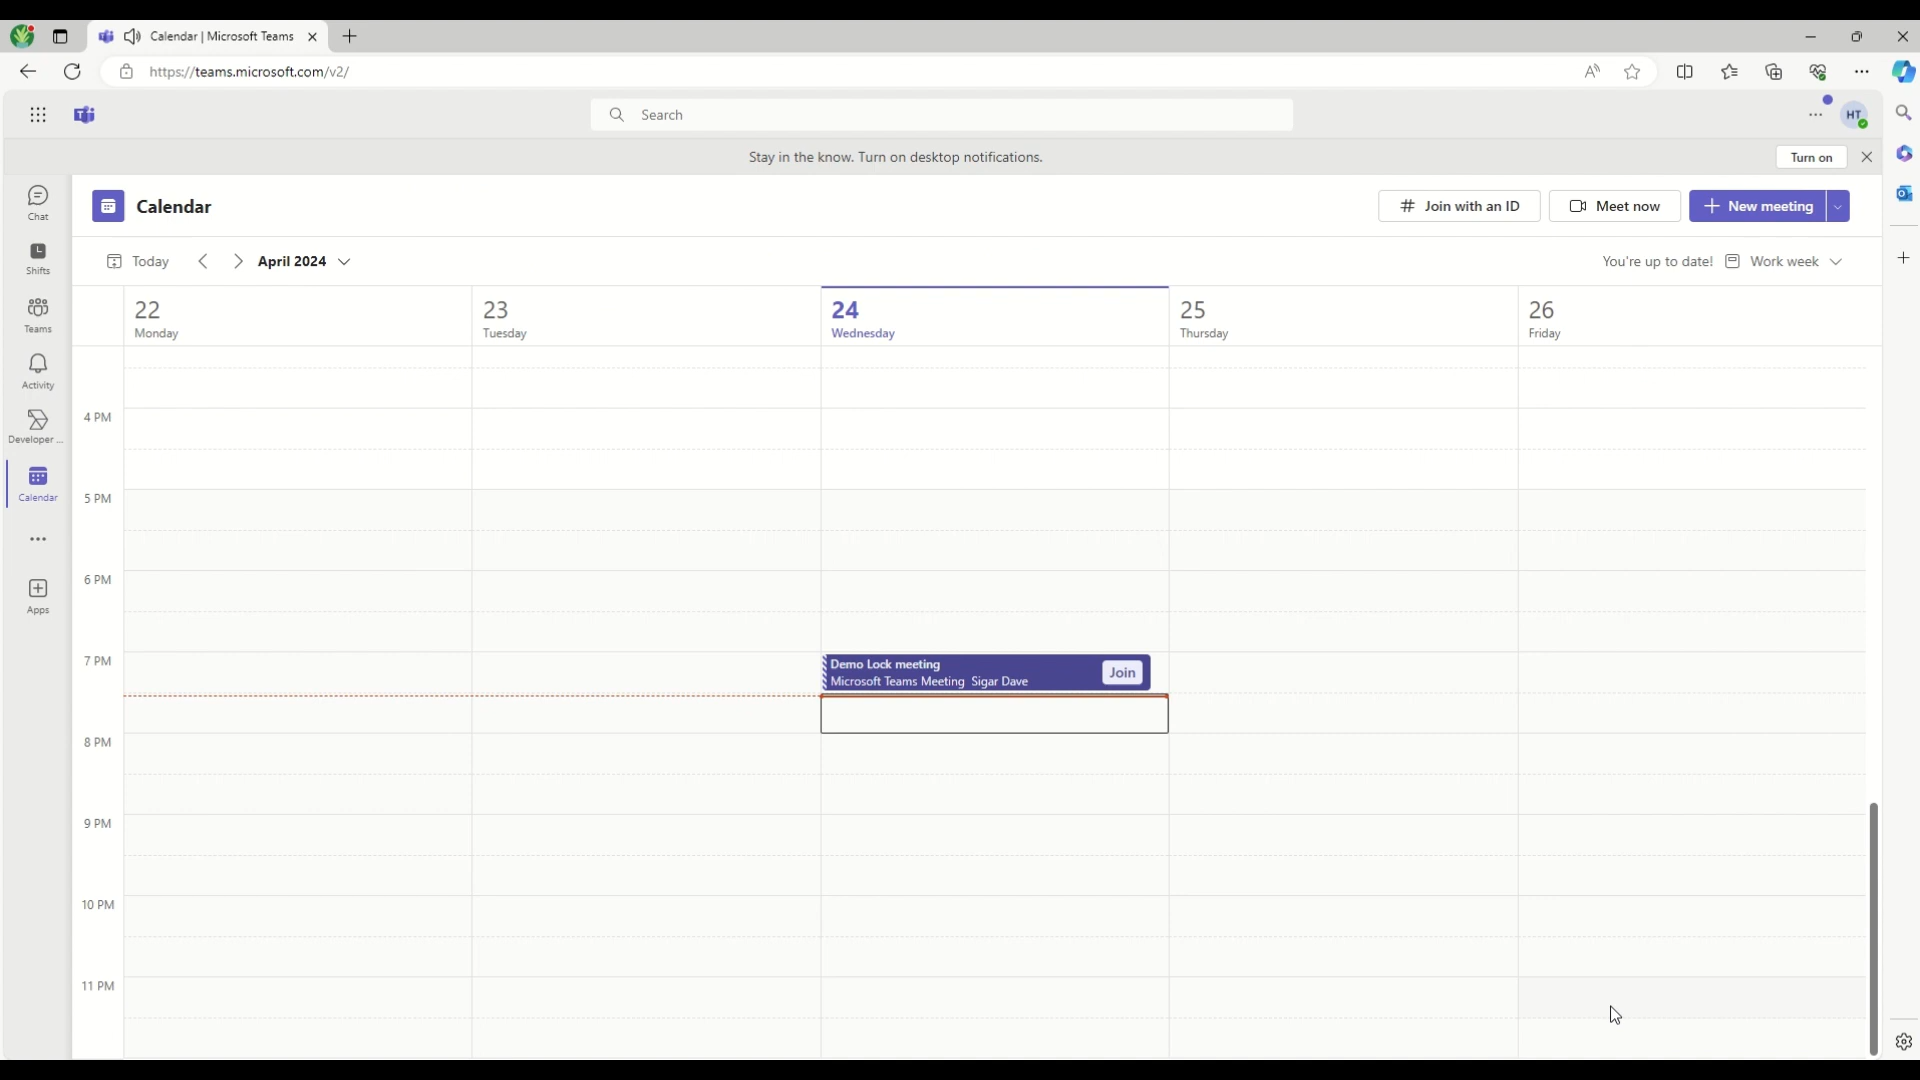 Calendar | Microsoft Teams
https://teams.microsoft.com/v2/
Search
HT
Stay in the know. Turn on desktop notifications.
Turn on
Chat
Shifts
Teams
Activity
Developer ...
Calendar
Apps
Calendar
Join with an ID
Meet now
New meeting
Today
April 2024
You're up to date!
Work week
22
Monday
23
Tuesday
24
Wednesday
25
Thursday
26
Friday
4 PM
5 PM
6 PM
7 PM
8 PM
9 PM
10 PM
11 PM
Demo Lock meeting
Microsoft Teams Meeting Sigar Dave
Join